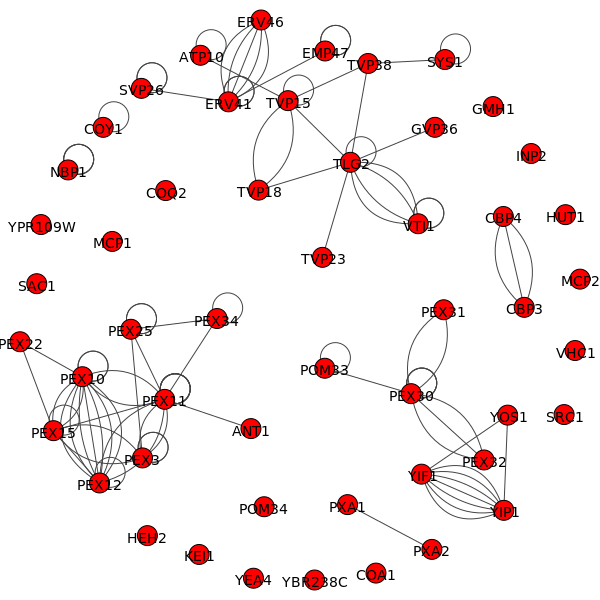 ERV46
ATP10
EMP47
TVP38
SYS1
SVP26
ERV41
TVP15
GMH1
COY1
GVP36
INP2
NBP1
TLG2
COQ2
TVP18
YPR109W
MCP1
VTI1
CBP4
HUT1
TVP23
SAC1
MCP2
CBP3
PEX31
PEX25
PEX34
PEX22
VHC1
POM33
PEX10
PEX11
PEX30
YOS1
SRC1
PEX15
ANT1
PEX3
PEX32
PEX12
YIF1
YIP1
POM34
PXA1
HEH2
KEI1
PXA2
YEA4
YBR238C
COA1